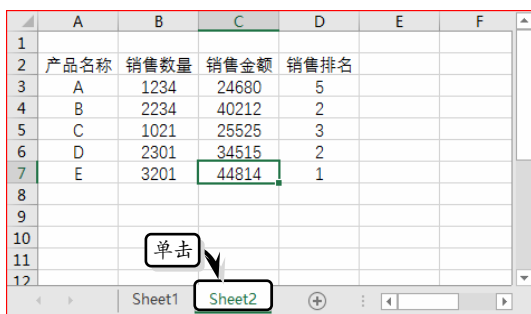 A B C D E F
1
2 产品名称 销售数量 销售金额 销售排名
3 A 1234 24680 5
4 B 2234 40212 2
5 C 1021 25525 3
6 D 2301 34515 2
7 E 3201 44814 1
8
9
10
单击
11
12
Sheet1 Sheet2